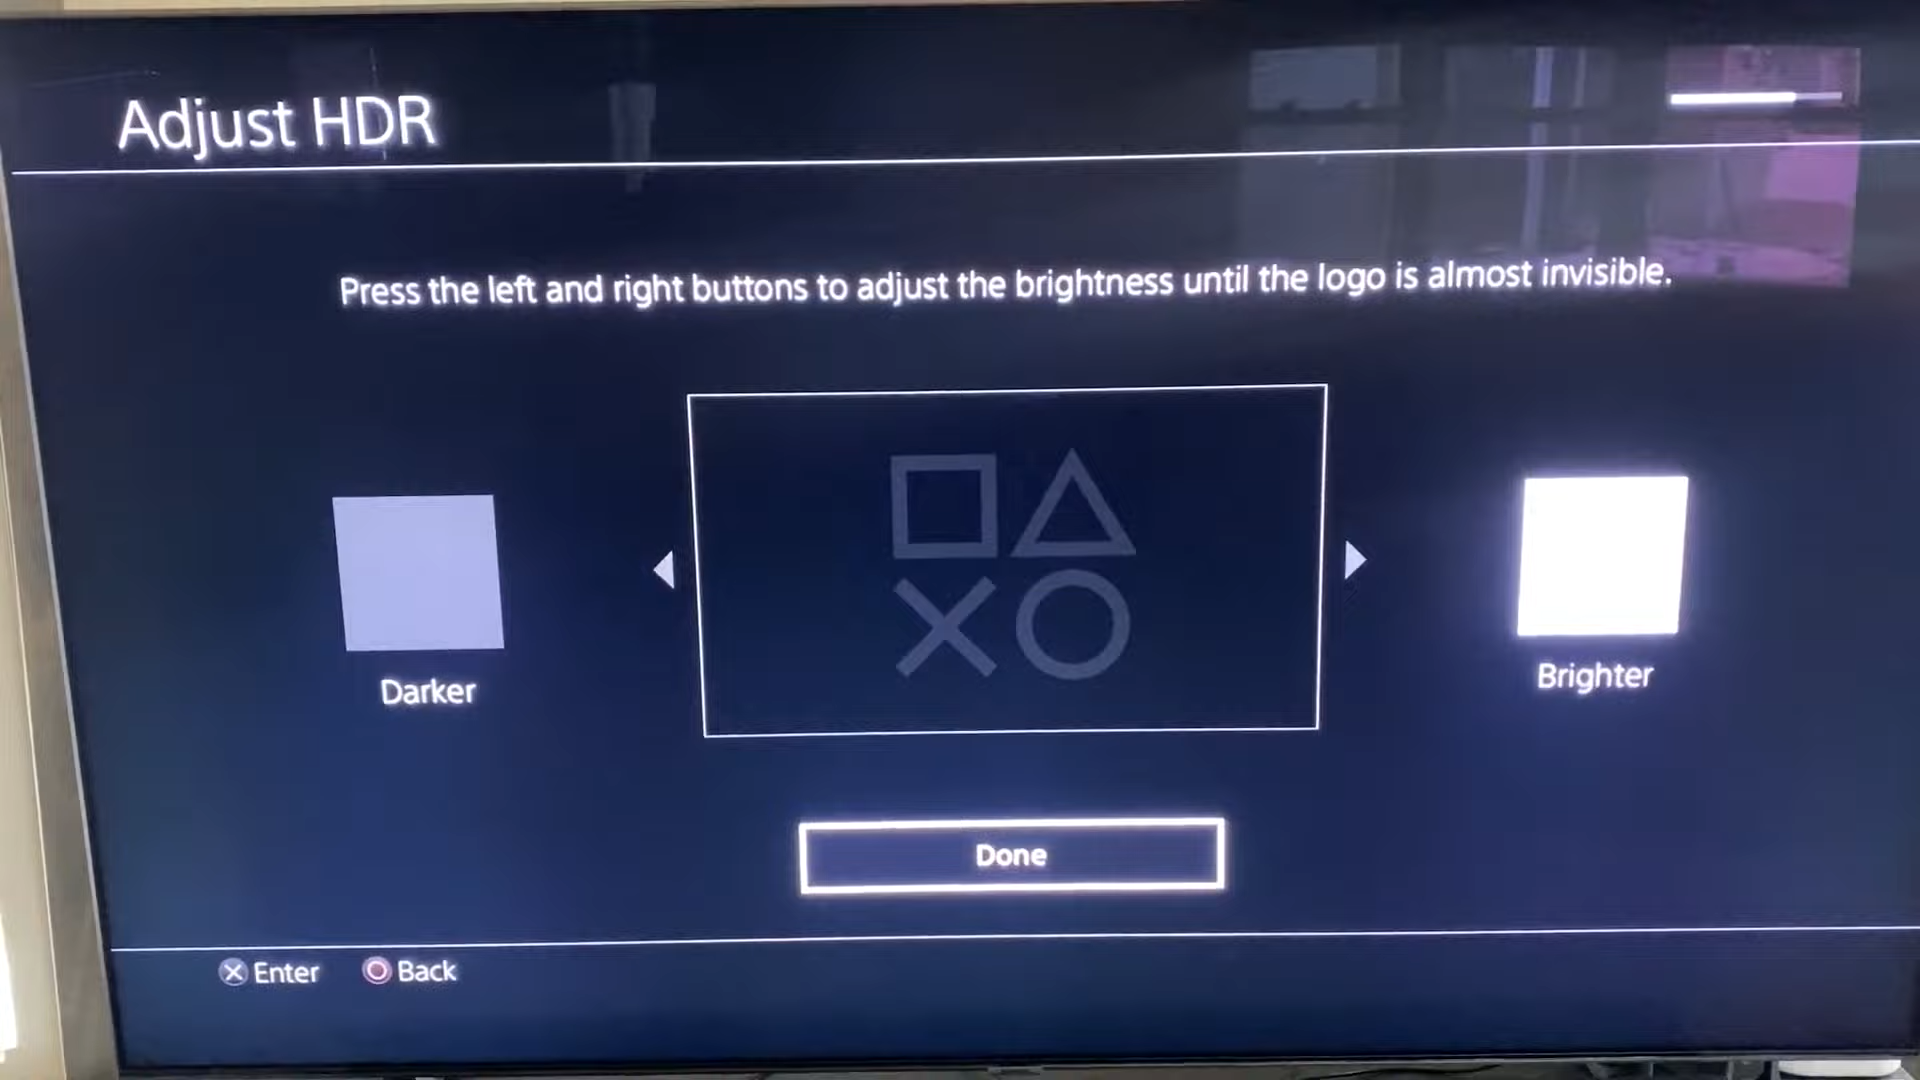 Adjust HDR
Press the left and right buttons to adjust the brightness until the logo is almost invisible.
Darker
Brighter
Done
Enter
Back